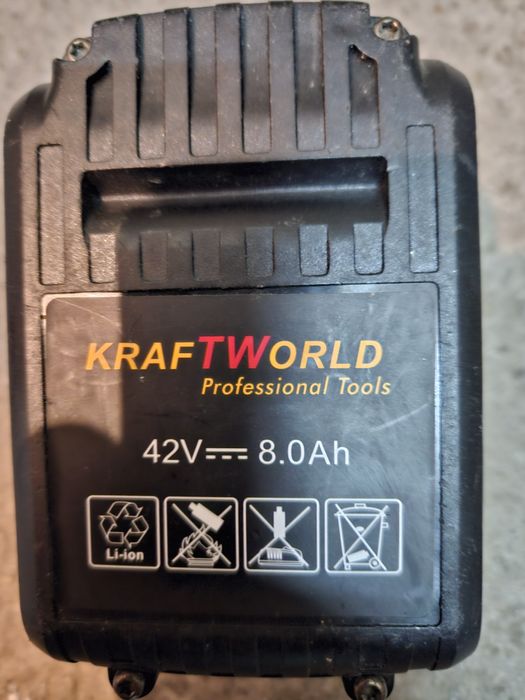 KRAFTWORLD
Professional Tools
42V⎓ 8.0Ah
Li-ion